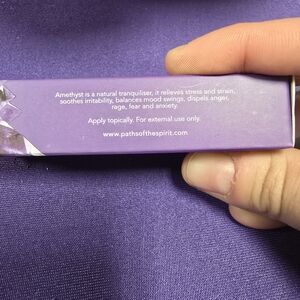 Amethyst is a natural tranquiliser, it relieves stress and strain,
soothes irritability, balances mood swings, dispels anger,
rage, fear and anxiety.
Apply topically. For external use only.
www.pathsofthespirit.com